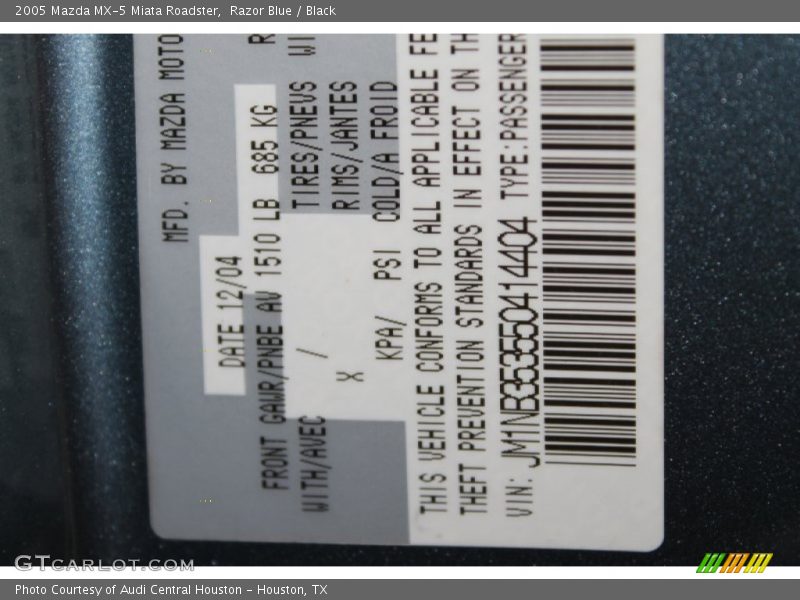 2005 Mazda MX-5 Miata Roadster, Razor Blue / Black
MFD. BY MAZDA MOTO
DATE 12/04
FRONT GAWR/PNBE AV 1510 LB 685 KG R
WITH/AVEC / TIRES/PNEVS WI
X RIMS/JANTES
KPA/ PSI COLD/A FROID
THIS VEHICLE CONFORMS TO ALL APPLICABLE FE
THEFT PREVENTION STANDARDS IN EFFECT ON TH
VIN: JM1NB353550414404 TYPE:PASSENGER
GTCARLOT.COM
Photo Courtesy of Audi Central Houston - Houston, TX